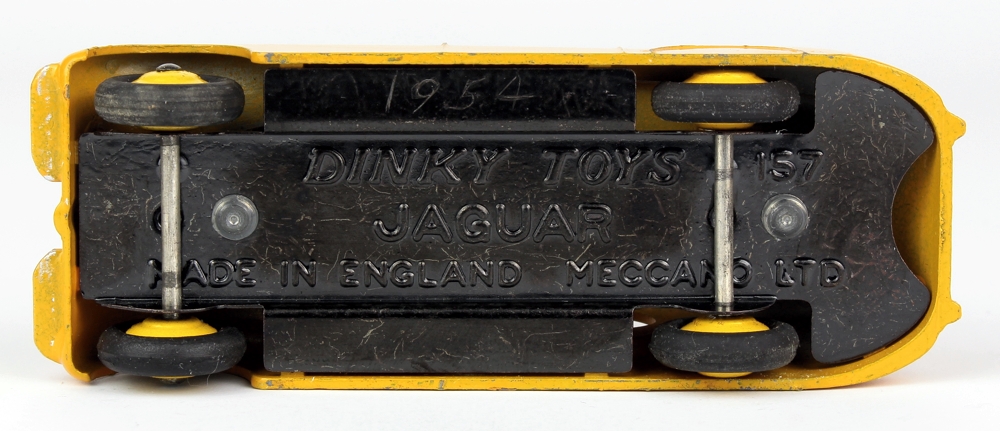 1954
DINKY TOYS 157
JAGUAR
MADE IN ENGLAND MECCANO LTD